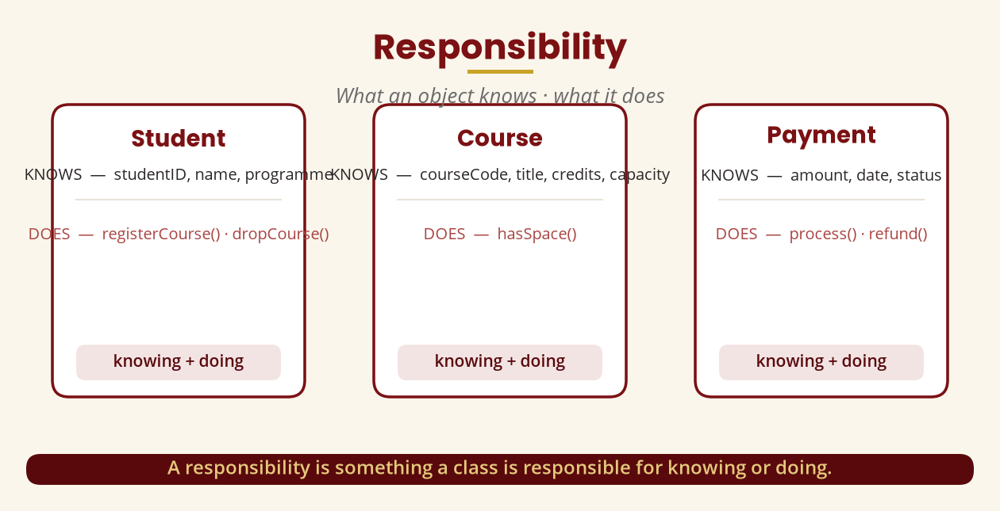 Responsibility
What an object knows · what it does
Student
KNOWS — studentID, name, programme
DOES — registerCourse() · dropCourse()
knowing + doing
Course
KNOWS — courseCode, title, credits, capacity
DOES — hasSpace()
knowing + doing
Payment
KNOWS — amount, date, status
DOES — process() · refund()
knowing + doing
A responsibility is something a class is responsible for knowing or doing.